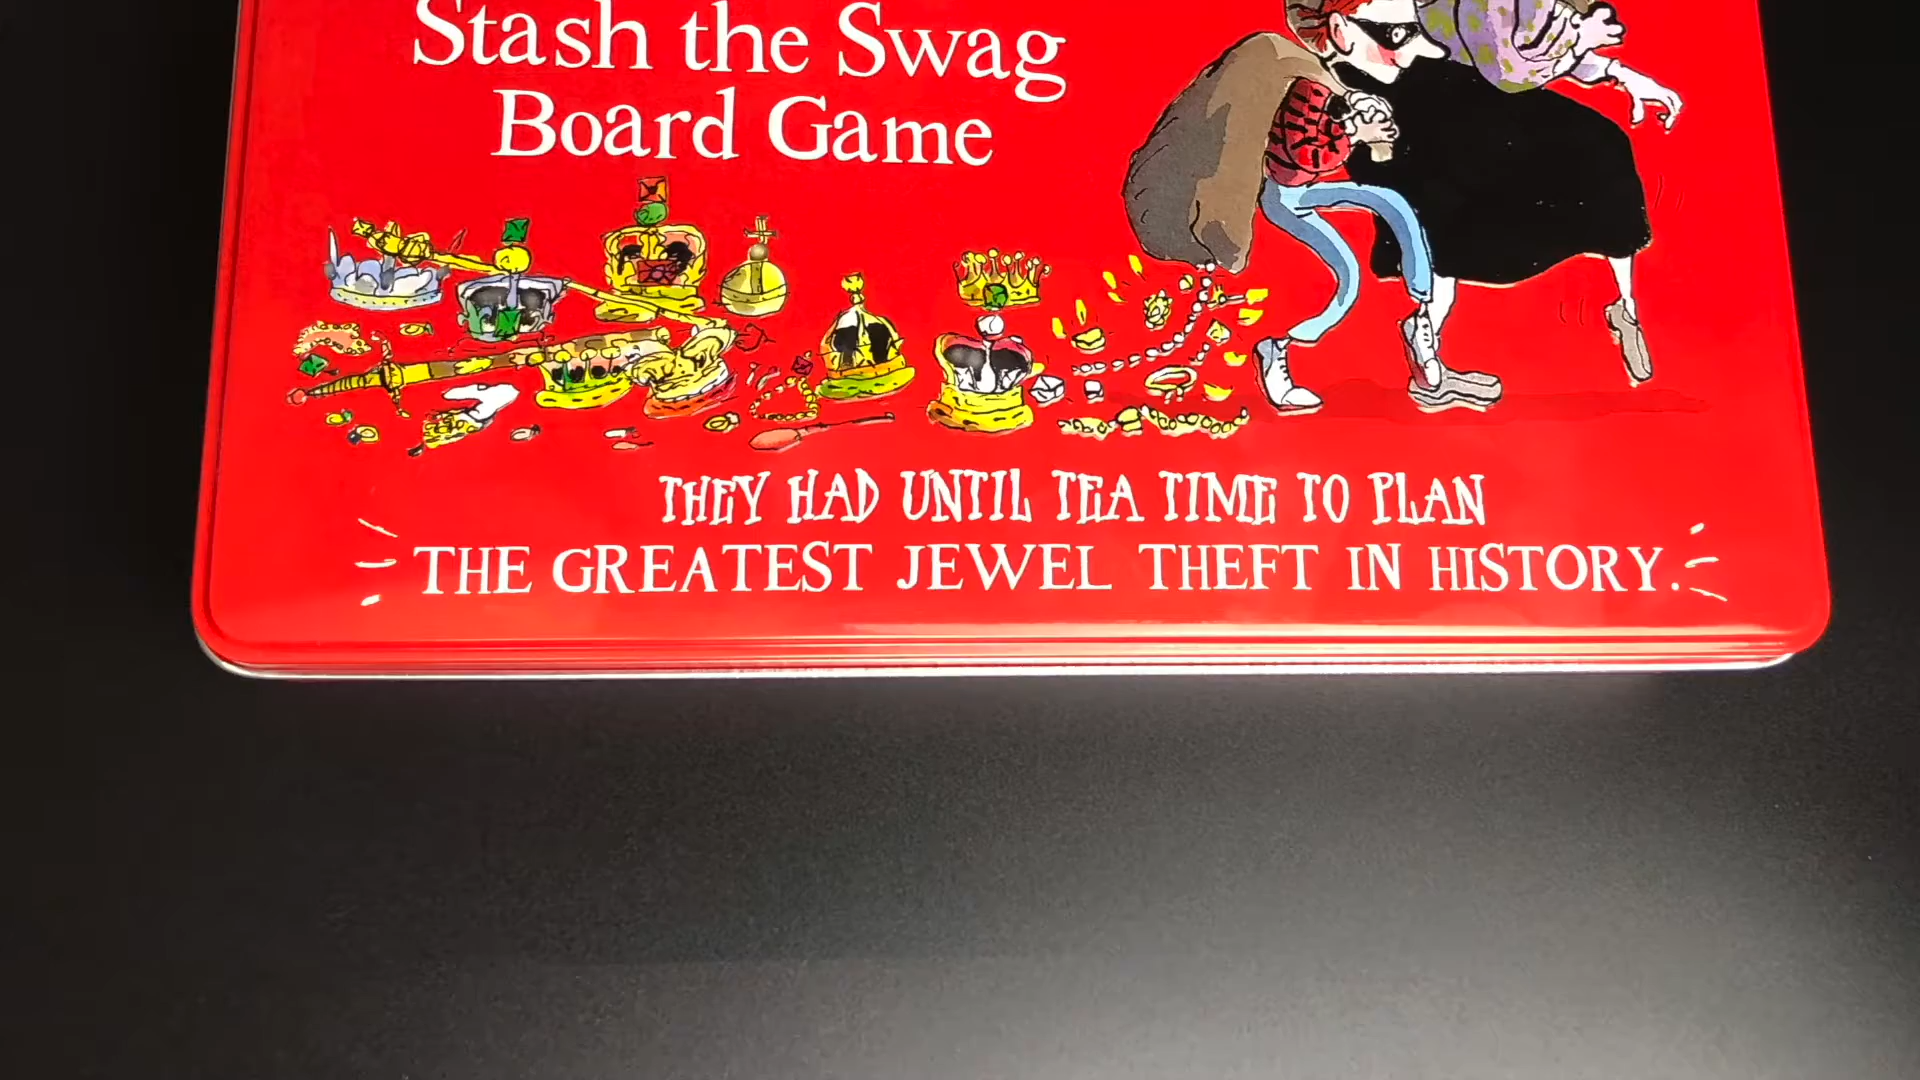 Stash the Swag
Board Game
THEY HAD UNTIL TEA TIME TO PLAN
THE GREATEST JEWEL THEFT IN HISTORY.